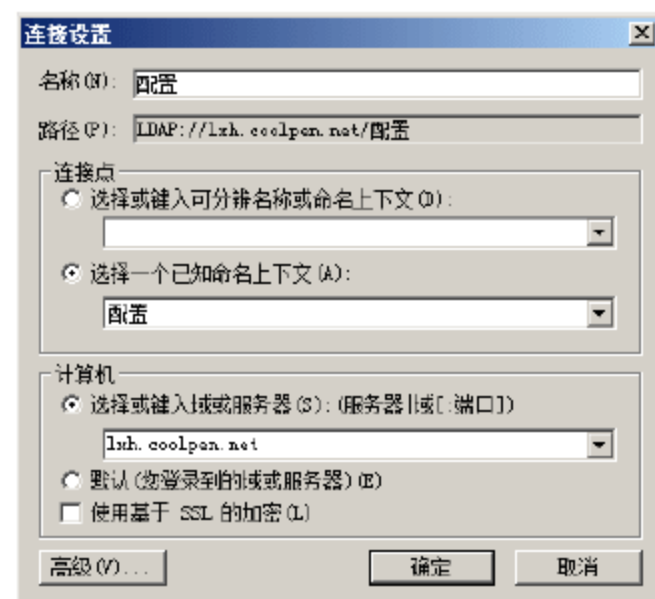 连接设置
名称(N): 配置
路径(P): LDAP://lxh.coolpen.net/配置
连接点
选择或键入可分辨名称或命名上下文(D):
选择一个已知命名上下文(A):
配置
计算机
选择或键入域或服务器(S): (服务器|域[:端口])
lxh.coolpen.net
默认(您登录到的域或服务器)(E)
使用基于 SSL 的加密(L)
高级(V)... 确定 取消